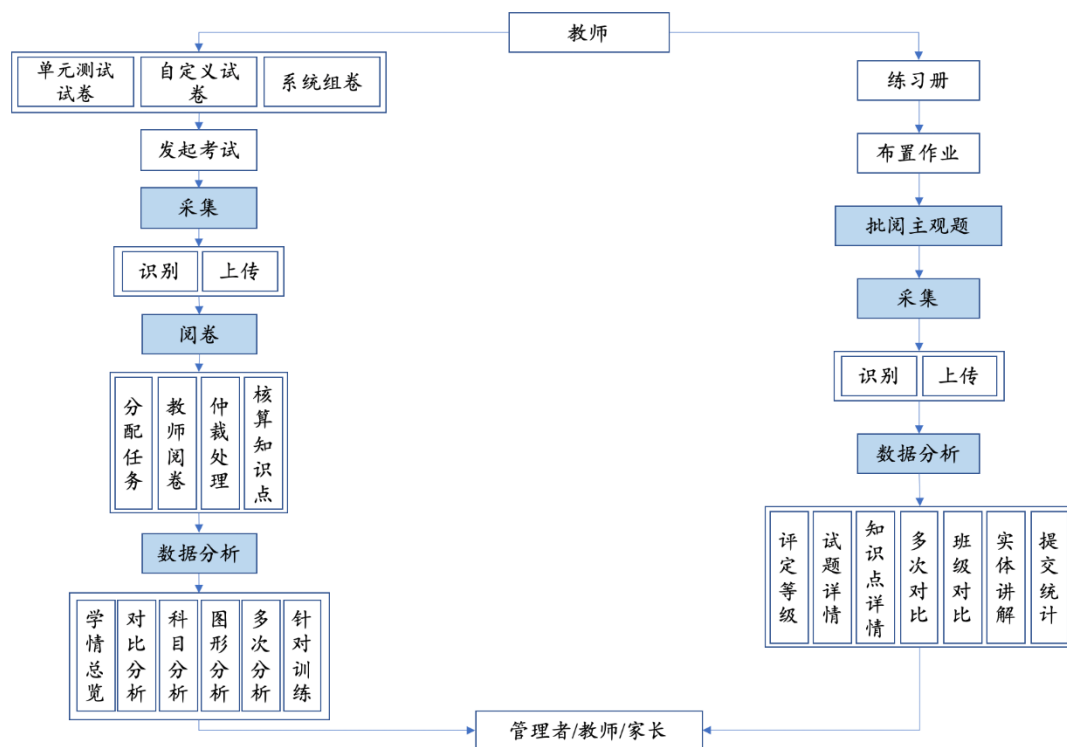 教师
单元测试
试卷
自定义试
卷
系统组卷
发起考试
采集
识别
上传
阅卷
分配任务
教师阅卷
仲裁处理
核算知识点
数据分析
学情总览
对比分析
科目分析
图形分析
多次分析
针对训练
练习册
布置作业
批阅主观题
采集
识别
上传
数据分析
评定等级
试题详情
知识点详情
多次对比
班级对比
实体讲解
提交统计
管理者/教师/家长